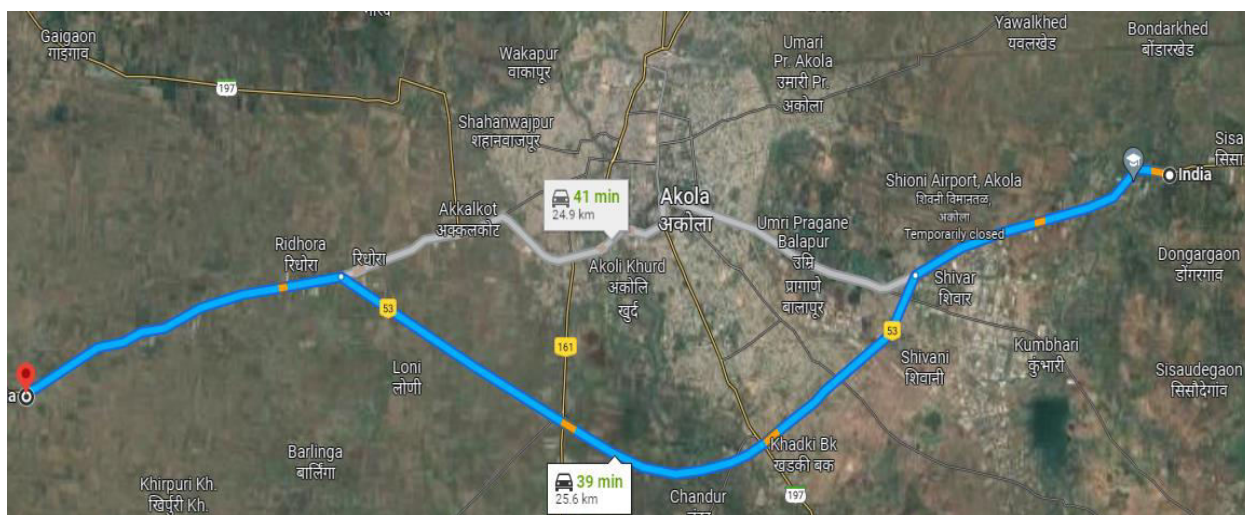 Gaigaon
गाइगाव
197
Wakapur
वाकापूर
Umari
Pr. Akola
उमारी Pr.
अकोला
Yawalkhed
यवलखेड
Bondarkhed
बोंडारखेड
Shahanwajpur
शहानवाजपूर
Sisa
सिसा
India
Shioni Airport, Akola
शिवनी विमानतळ,
अकोला
Temporarily closed
41 min
24.9 km
Akola
अकोला
Akkalkot
अक्कलकोट
Ridhora
रिधोरा
रिधोरा
Umri Pragane
Balapur
उम्रि
प्रागाणे
बालापूर
Akoli Khurd
अकोलि
खुर्द
Dongargaon
डोंगरगाव
Shivar
शिवार
53
53
161
Kumbhari
कुंभारी
Shivani
शिवानी
Loni
लोणी
Sisaudegaon
सिसौदेगांव
a
Barlinga
बार्लिंगा
Khadki Bk
खडकी बक
39 min
25.6 km
Khirpuri Kh.
खिर्पुरी Kh.
Chandur
197